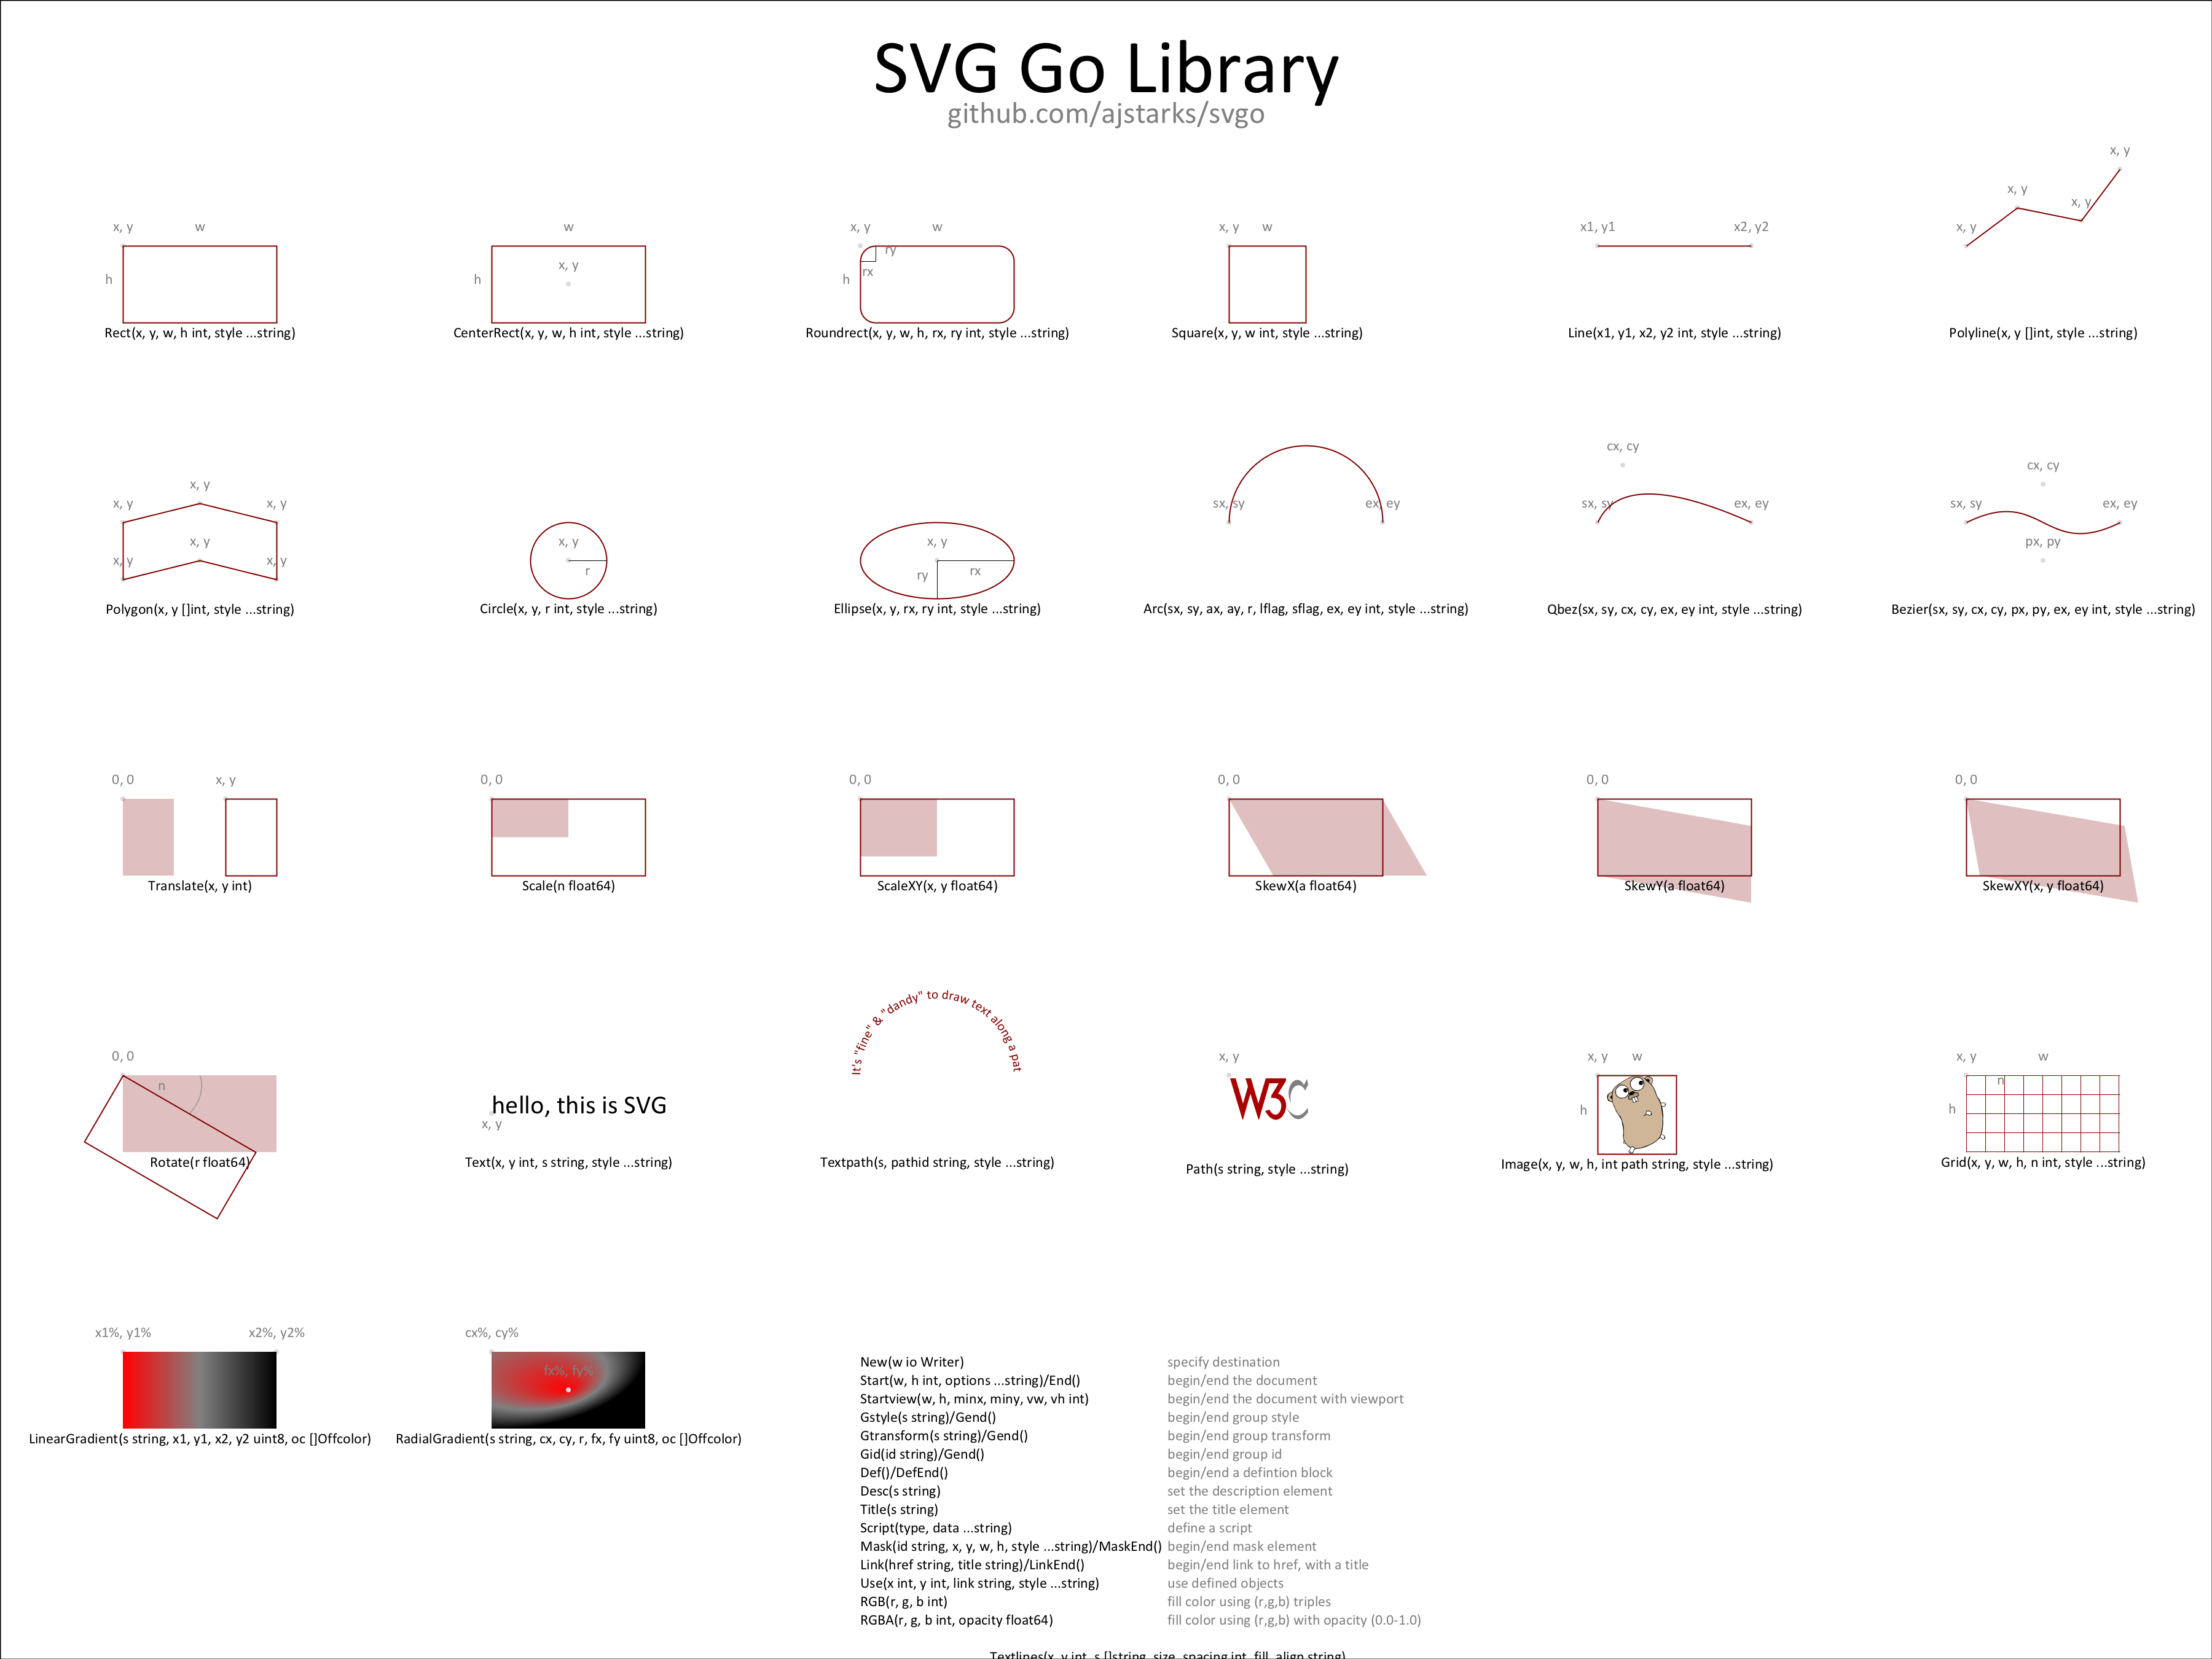 SVG Go Library
github.com/ajstarks/svgo
x, y
w
h
Rect(x, y, w, h int, style ...string)
w
x, y
h
CenterRect(x, y, w, h int, style ...string)
x, y
w
ry
rx
h
Roundrect(x, y, w, h, rx, ry int, style ...string)
x, y
w
Square(x, y, w int, style ...string)
x1, y1
x2, y2
Line(x1, y1, x2, y2 int, style ...string)
x, y
x, y
x, y
x, y
Polyline(x, y []int, style ...string)
x, y
x, y
x, y
x, y
x, y
x, y
Polygon(x, y []int, style ...string)
x, y
r
Circle(x, y, r int, style ...string)
x, y
ry
rx
Ellipse(x, y, rx, ry int, style ...string)
sx, sy
ex, ey
Arc(sx, sy, ax, ay, r, lflag, sflag, ex, ey int, style ...string)
cx, cy
sx, sy
ex, ey
Qbez(sx, sy, cx, cy, ex, ey int, style ...string)
cx, cy
sx, sy
ex, ey
px, py
Bezier(sx, sy, cx, cy, px, py, ex, ey int, style ...string)
0, 0
x, y
Translate(x, y int)
0, 0
Scale(n float64)
0, 0
ScaleXY(x, y float64)
0, 0
SkewX(a float64)
0, 0
SkewY(a float64)
0, 0
SkewXY(x, y float64)
0, 0
n
Rotate(r float64)
hello, this is SVG
x, y
Text(x, y int, s string, style ...string)
It's "fine" & "dandy" to draw text along a pat
Textpath(s, pathid string, style ...string)
x, y
W3C
Path(s string, style ...string)
x, y
w
h
Image(x, y, w, h, int path string, style ...string)
x, y
w
n
h
Grid(x, y, w, h, n int, style ...string)
x1%, y1%
x2%, y2%
LinearGradient(s string, x1, y1, x2, y2 uint8, oc []Offcolor)
cx%, cy%
fx%, fy%
RadialGradient(s string, cx, cy, r, fx, fy uint8, oc []Offcolor)
New(w io Writer) specify destination
Start(w, h int, options ...string)/End() begin/end the document
Startview(w, h, minx, miny, vw, vh int) begin/end the document with viewport
Gstyle(s string)/Gend() begin/end group style
Gtransform(s string)/Gend() begin/end group transform
Gid(id string)/Gend() begin/end group id
Def()/DefEnd() begin/end a defintion block
Desc(s string) set the description element
Title(s string) set the title element
Script(type, data ...string) define a script
Mask(id string, x, y, w, h, style ...string)/MaskEnd() begin/end mask element
Link(href string, title string)/LinkEnd() begin/end link to href, with a title
Use(x int, y int, link string, style ...string) use defined objects
RGB(r, g, b int) fill color using (r,g,b) triples
RGBA(r, g, b int, opacity float64) fill color using (r,g,b) with opacity (0.0-1.0)
Textlines(x, y int, s []string, size, spacing int, fill, align string)